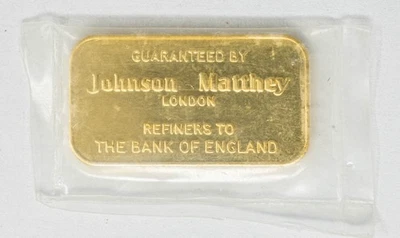 GUARANTEED BY
Johnson Matthey
LONDON
REFINERS TO
THE BANK OF ENGLAND